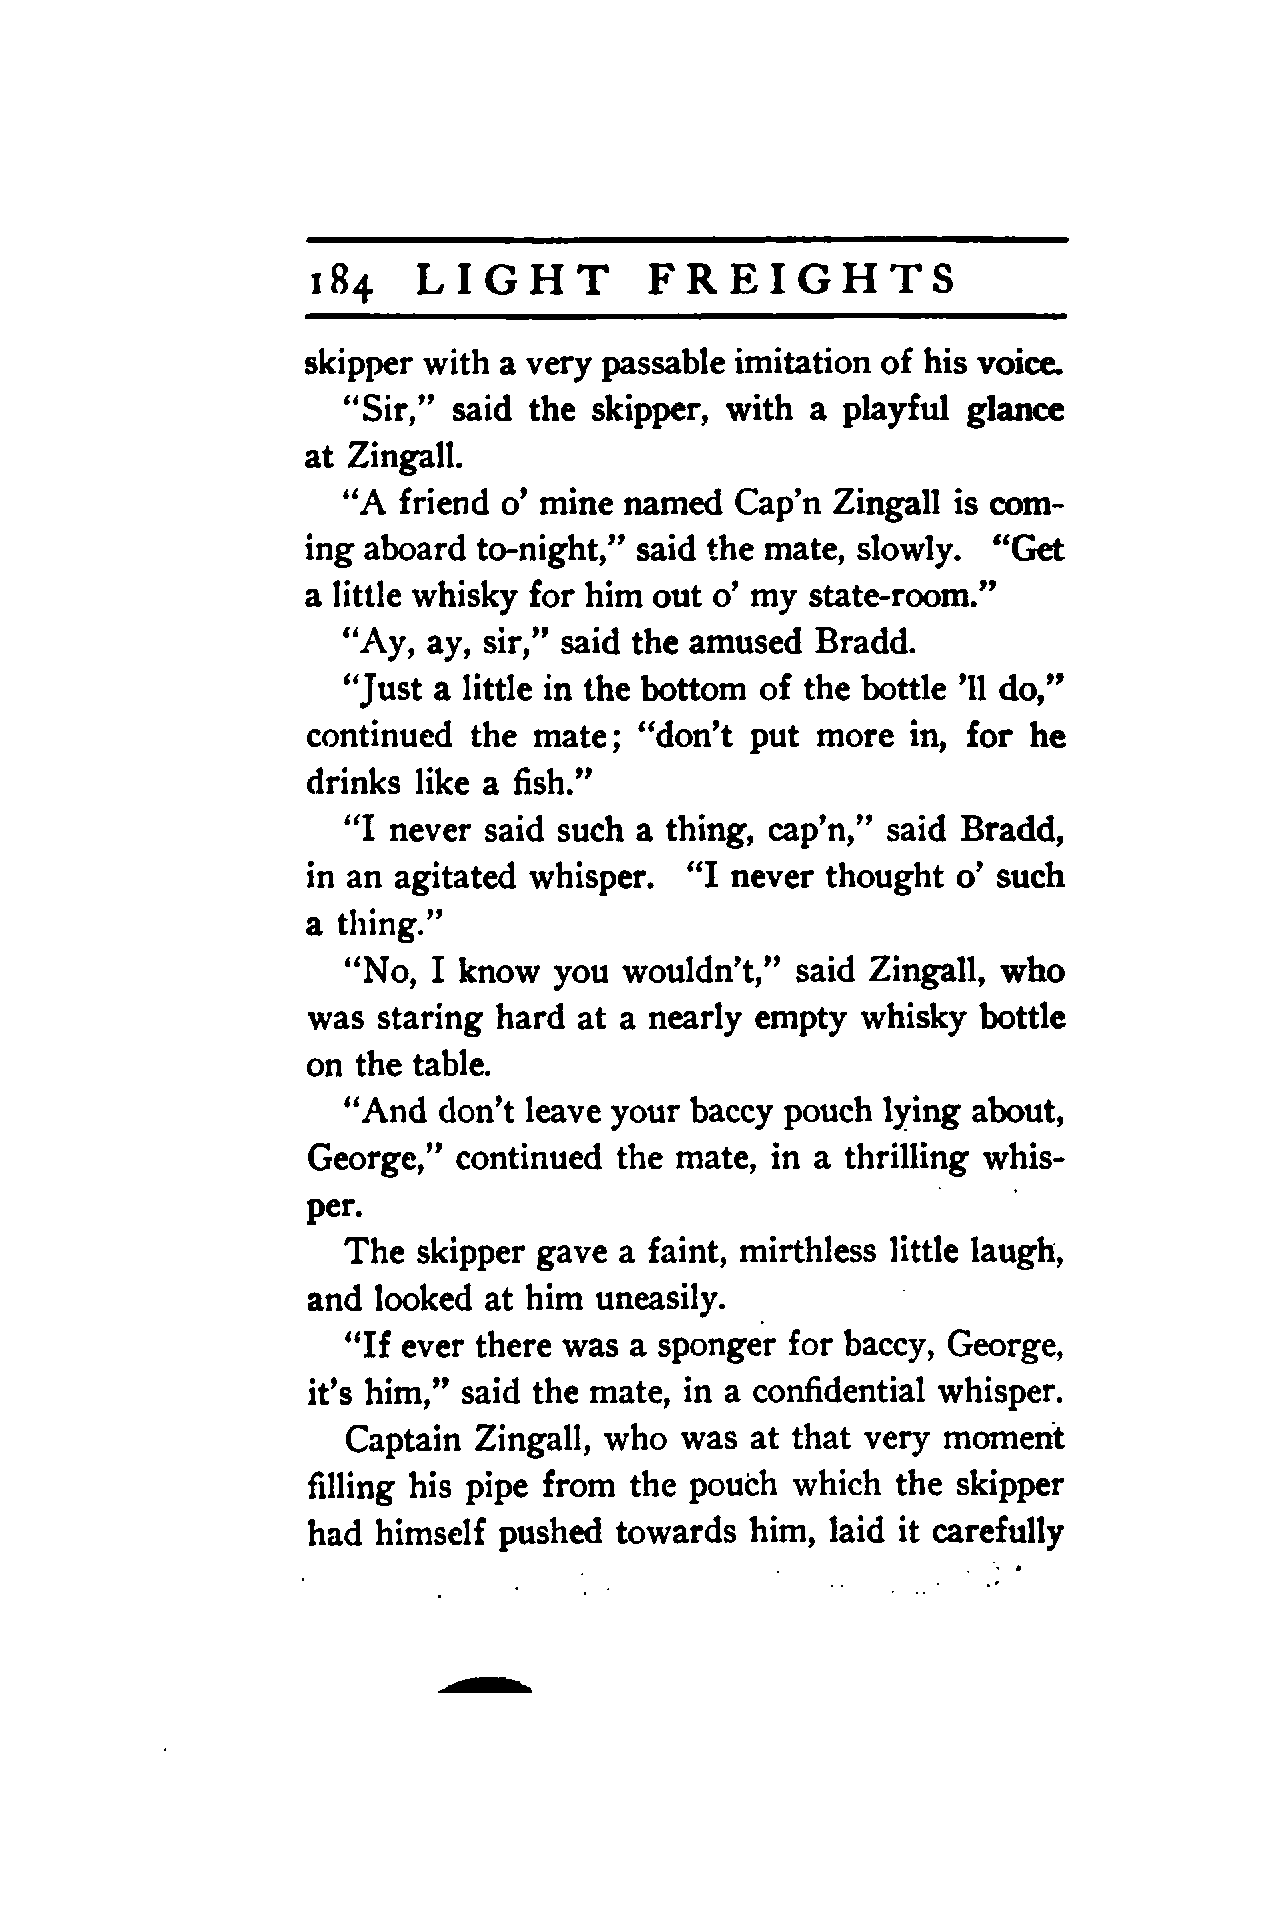 184 LIGHT FREIGHTS
skipper with a very passable imitation of his voice.
"Sir," said the skipper, with a playful glance
at Zingall.
"A friend o' mine named Cap'n Zingall is com-
ing aboard to-night," said the mate, slowly. "Get
a little whisky for him out o' my state-room."
"Ay, ay, sir," said the amused Bradd.
"Just a little in the bottom of the bottle 'll do,"
continued the mate; "don't put more in, for he
drinks like a fish."
"I never said such a thing, cap'n," said Bradd,
in an agitated whisper. "I never thought o' such
a thing."
"No, I know you wouldn't," said Zingall, who
was staring hard at a nearly empty whisky bottle
on the table.
"And don't leave your baccy pouch lying about,
George," continued the mate, in a thrilling whis-
per.
The skipper gave a faint, mirthless little laugh,
and looked at him uneasily.
"If ever there was a sponger for baccy, George,
it's him," said the mate, in a confidential whisper.
Captain Zingall, who was at that very moment
filling his pipe from the pouch which the skipper
had himself pushed towards him, laid it carefully